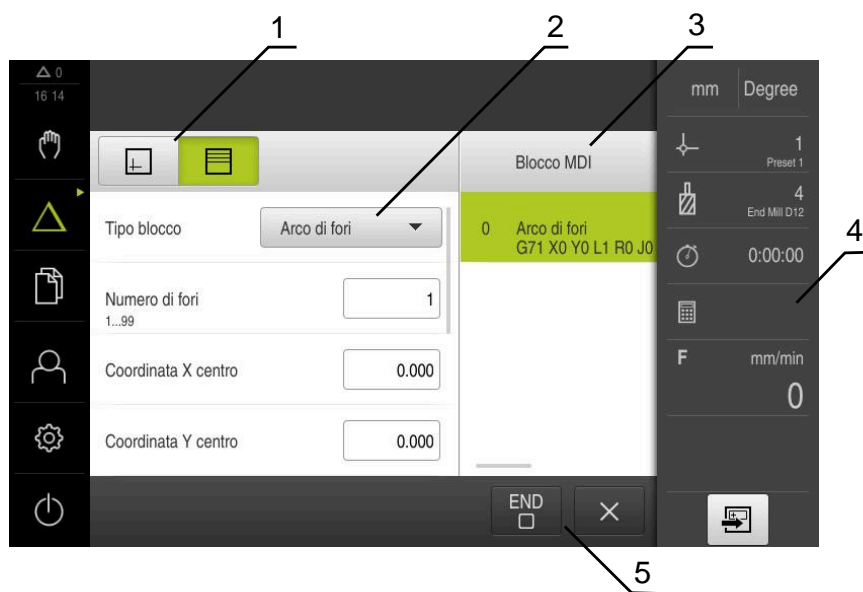 1
2
3
0
16 14
mm Degree
1
Preset 1
Blocco MDI
4
End Mill D12
Tipo blocco
Arco di fori
0 Arco di fori
G71 X0 Y0 L1 R0 J0
4
0:00:00
Numero di fori
1...99
1
F mm/min
0
Coordinata X centro
0.000
Coordinata Y centro
0.000
END
5